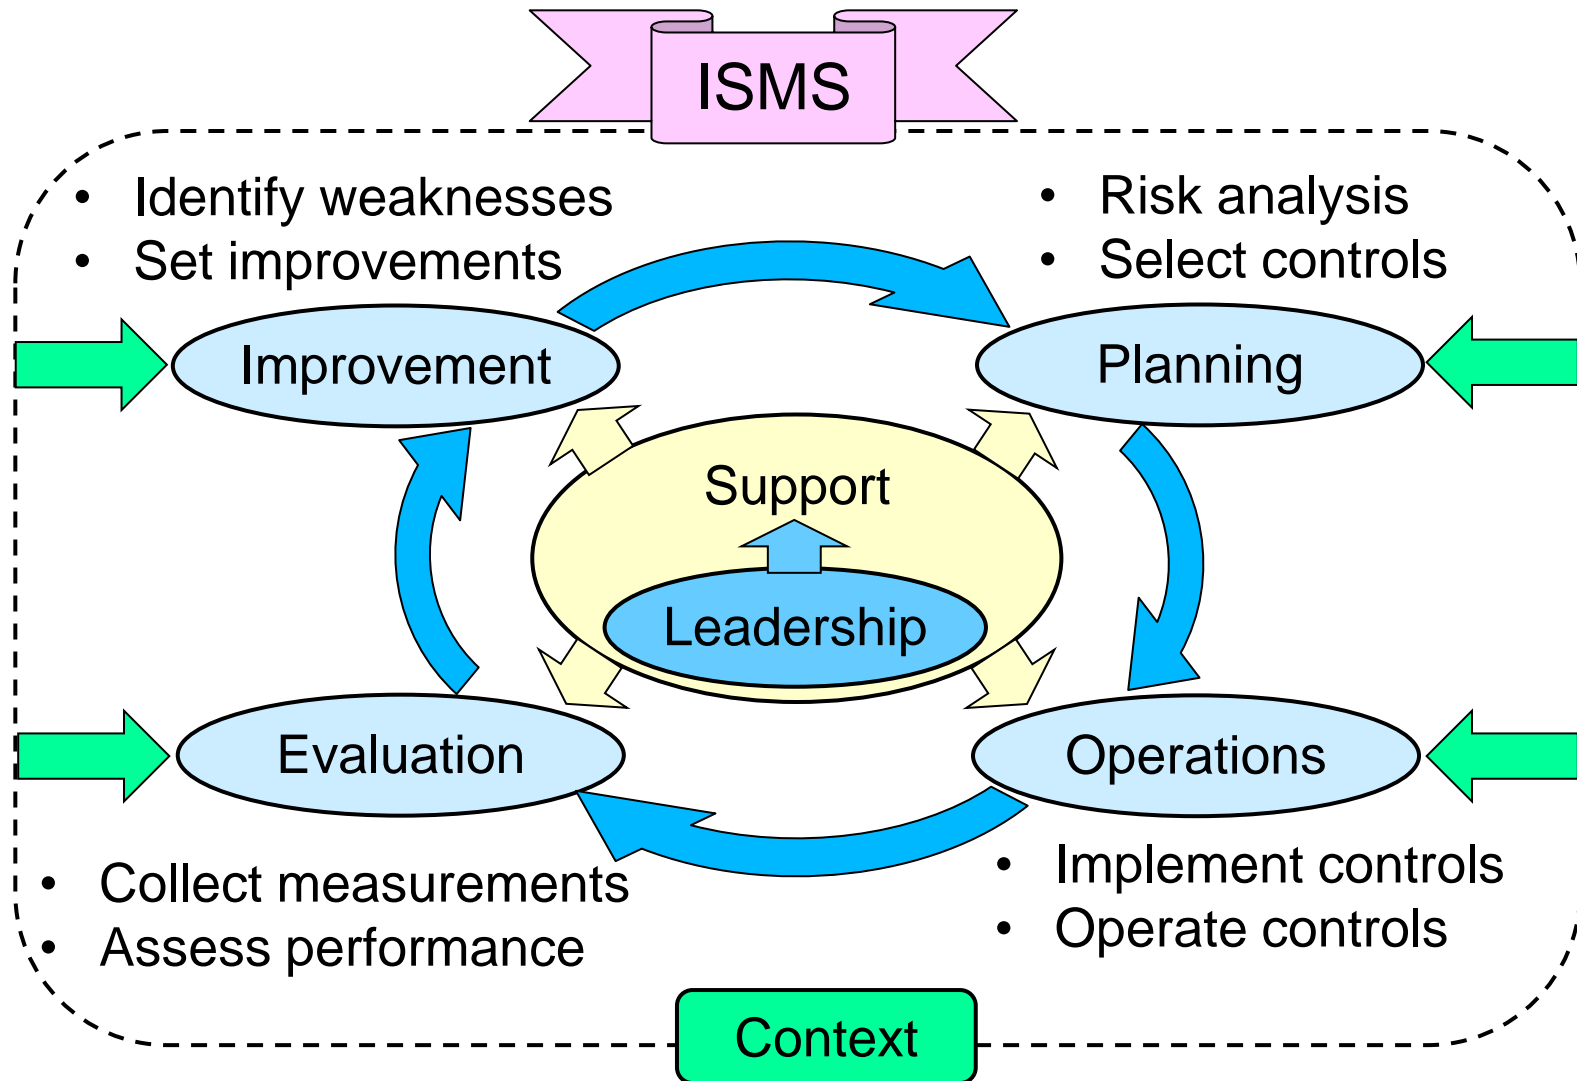 ISMS
• Identify weaknesses
• Set improvements
• Risk analysis
• Select controls
Improvement
Planning
Support
Leadership
Evaluation
Operations
• Collect measurements
• Assess performance
• Implement controls
• Operate controls
Context